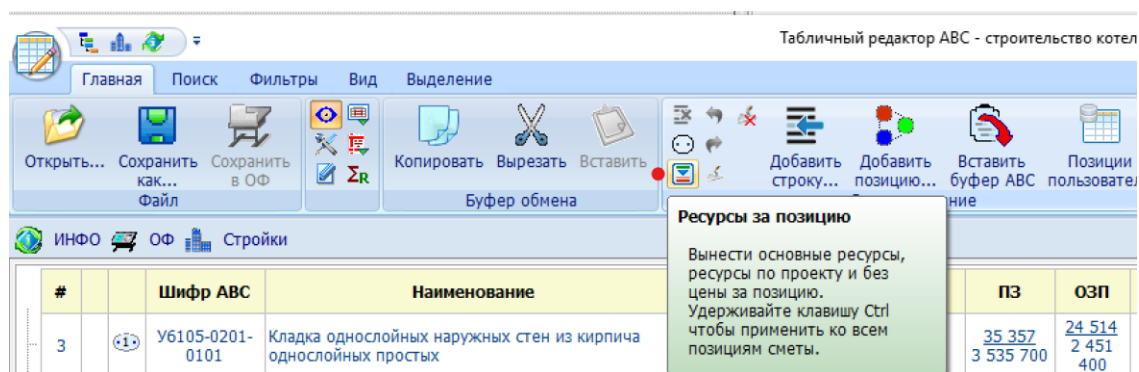 Табличный редактор АВС - строительство котел
Главная Поиск Фильтры Вид Выделение
Открыть... Сохранить как... Сохранить в ОФ
Файл
ΣR
Копировать Вырезать Вставить
Буфер обмена
Добавить строку... Добавить позицию... Вставить буфер АВС Позиции пользовател
ние
Ресурсы за позицию
Вынести основные ресурсы,
ресурсы по проекту и без
цены за позицию.
Удерживайте клавишу Ctrl
чтобы применить ко всем
позициям сметы.
ИНФО ОФ Стройки
# Шифр АВС Наименование ПЗ ОЗП
3 1 У6105-0201-0101 Кладка однослойных наружных стен из кирпича
однослойных простых
35 357
3 535 700
24 514
2 451
400